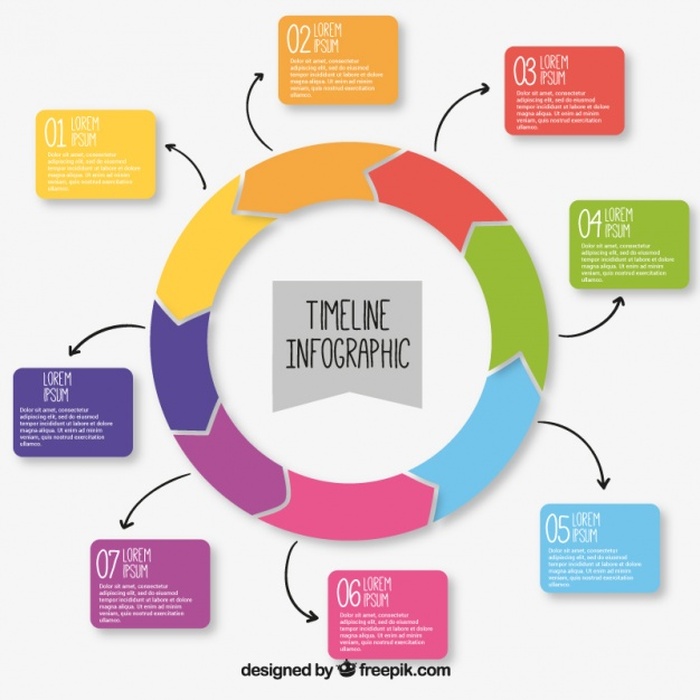 02 LOREM
IPSUM
Dolor sit amet, consectetur
adipiscing elit, sed do eiusmod
tempor incididunt ut labore et dolore
magna aliqua. Ut enim ad minim
veniam, quis nostrud exercitation
ullamco.
03 LOREM
IPSUM
Dolor sit amet, consectetur
adipiscing elit, sed do eiusmod
tempor incididunt ut labore et dolore
magna aliqua. Ut enim ad minim
veniam, quis nostrud exercitation
ullamco.
01 LOREM
IPSUM
Dolor sit amet, consectetur
adipiscing elit, sed do eiusmod
tempor incididunt ut labore et dolore
magna aliqua. Ut enim ad minim
veniam, quis nostrud exercitation
ullamco.
04 LOREM
IPSUM
Dolor sit amet, consectetur
adipiscing elit, sed do eiusmod
tempor incididunt ut labore et dolore
magna aliqua. Ut enim ad minim
veniam, quis nostrud exercitation
ullamco.
TIMELINE
INFOGRAPHIC
LOREM
IPSUM
Dolor sit amet, consectetur
adipiscing elit, sed do eiusmod
tempor incididunt ut labore et dolore
magna aliqua. Ut enim ad minim
veniam, quis nostrud exercitation
ullamco.
05 LOREM
IPSUM
Dolor sit amet, consectetur
adipiscing elit, sed do eiusmod
tempor incididunt ut labore et dolore
magna aliqua. Ut enim ad minim
veniam, quis nostrud exercitation
ullamco.
07 LOREM
IPSUM
Dolor sit amet, consectetur
adipiscing elit, sed do eiusmod
tempor incididunt ut labore et dolore
magna aliqua. Ut enim ad minim
veniam, quis nostrud exercitation
ullamco.
06 LOREM
IPSUM
Dolor sit amet, consectetur
adipiscing elit, sed do eiusmod
tempor incididunt ut labore et dolore
magna aliqua. Ut enim ad minim
veniam, quis nostrud exercitation
ullamco.
designed by freepik.com